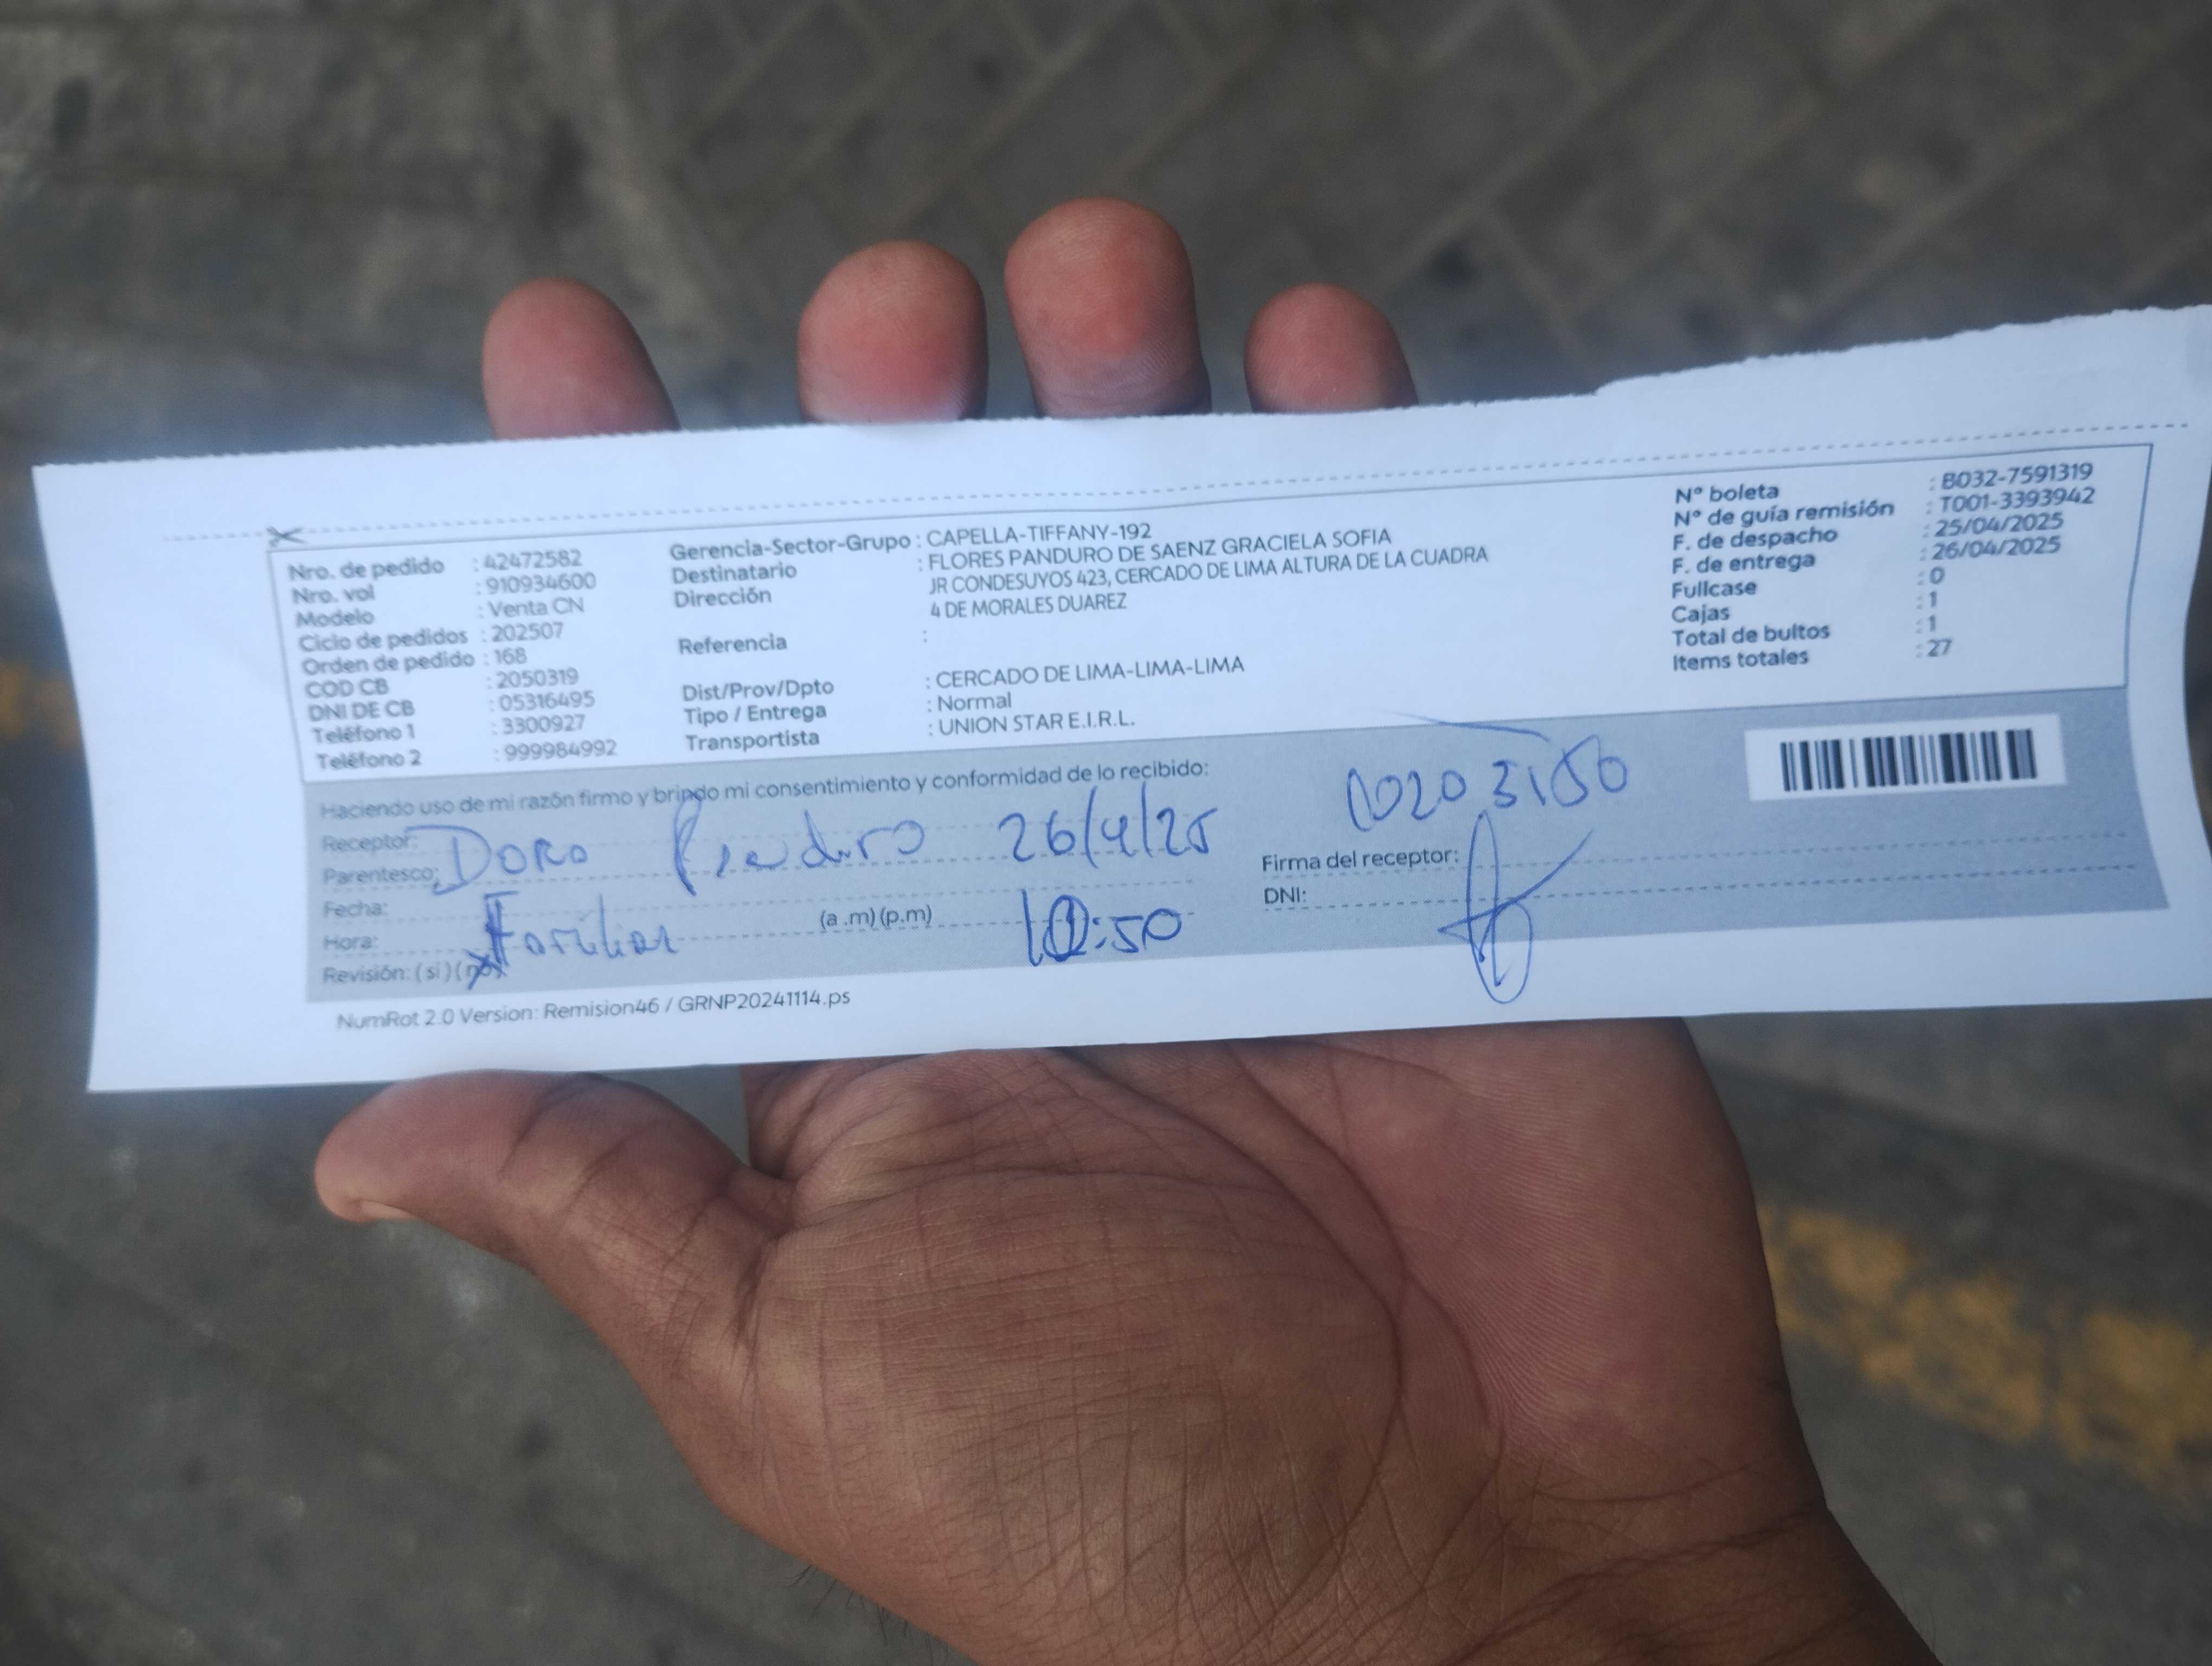 Nro. de pedido : 42472582
Nro. vol : 910934600
Modelo : Venta CN
Ciclo de pedidos : 202507
Orden de pedido : 168
COD CB : 2050319
DNI DE CB : 05316495
Teléfono 1 : 3300927
Teléfono 2 : 999984992
Gerencia-Sector-Grupo : CAPELLA-TIFFANY-192
Destinatario : FLORES PANDURO DE SAENZ GRACIELA SOFIA
Dirección JR CONDESUYOS 423, CERCADO DE LIMA ALTURA DE LA CUADRA
4 DE MORALES DUAREZ
Referencia :
Dist/Prov/Dpto : CERCADO DE LIMA-LIMA-LIMA
Tipo / Entrega : Normal
Transportista : UNION STAR E.I.R.L.
Nº boleta : B032-7591319
Nº de guía remisión : T001-3393942
F. de despacho : 25/04/2025
F. de entrega : 26/04/2025
Fullcase : 0
Cajas : 1
Total de bultos : 1
Items totales : 27
Haciendo uso de mi razón firmo y brindo mi consentimiento y conformidad de lo recibido:
Receptor: Doro Panduro 26/4/25
Parentesco:
Fecha: Familiar
Hora: (a .m) (p.m) :50
Revisión: ( si ) ( no )
Firma del receptor:
DNI:
NumRot 2.0 Version: Remision46 / GRNP20241114.ps